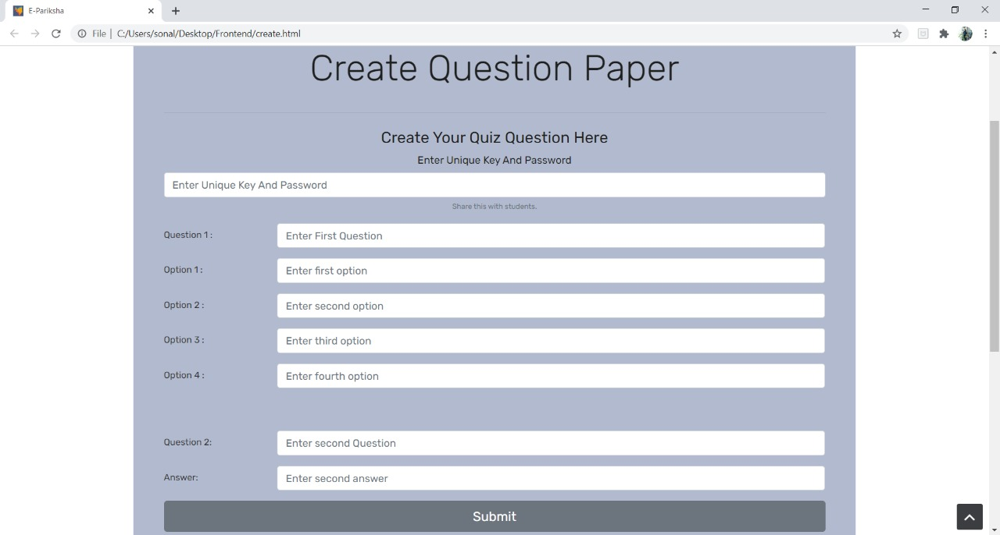 E-Pariksha
File | C:/Users/sonal/Desktop/Frontend/create.html
Create Question Paper
Create Your Quiz Question Here
Enter Unique Key And Password
Enter Unique Key And Password
Share this with students.
Question 1 : Enter First Question
Option 1 : Enter first option
Option 2 : Enter second option
Option 3 : Enter third option
Option 4 : Enter fourth option
Question 2: Enter second Question
Answer: Enter second answer
Submit